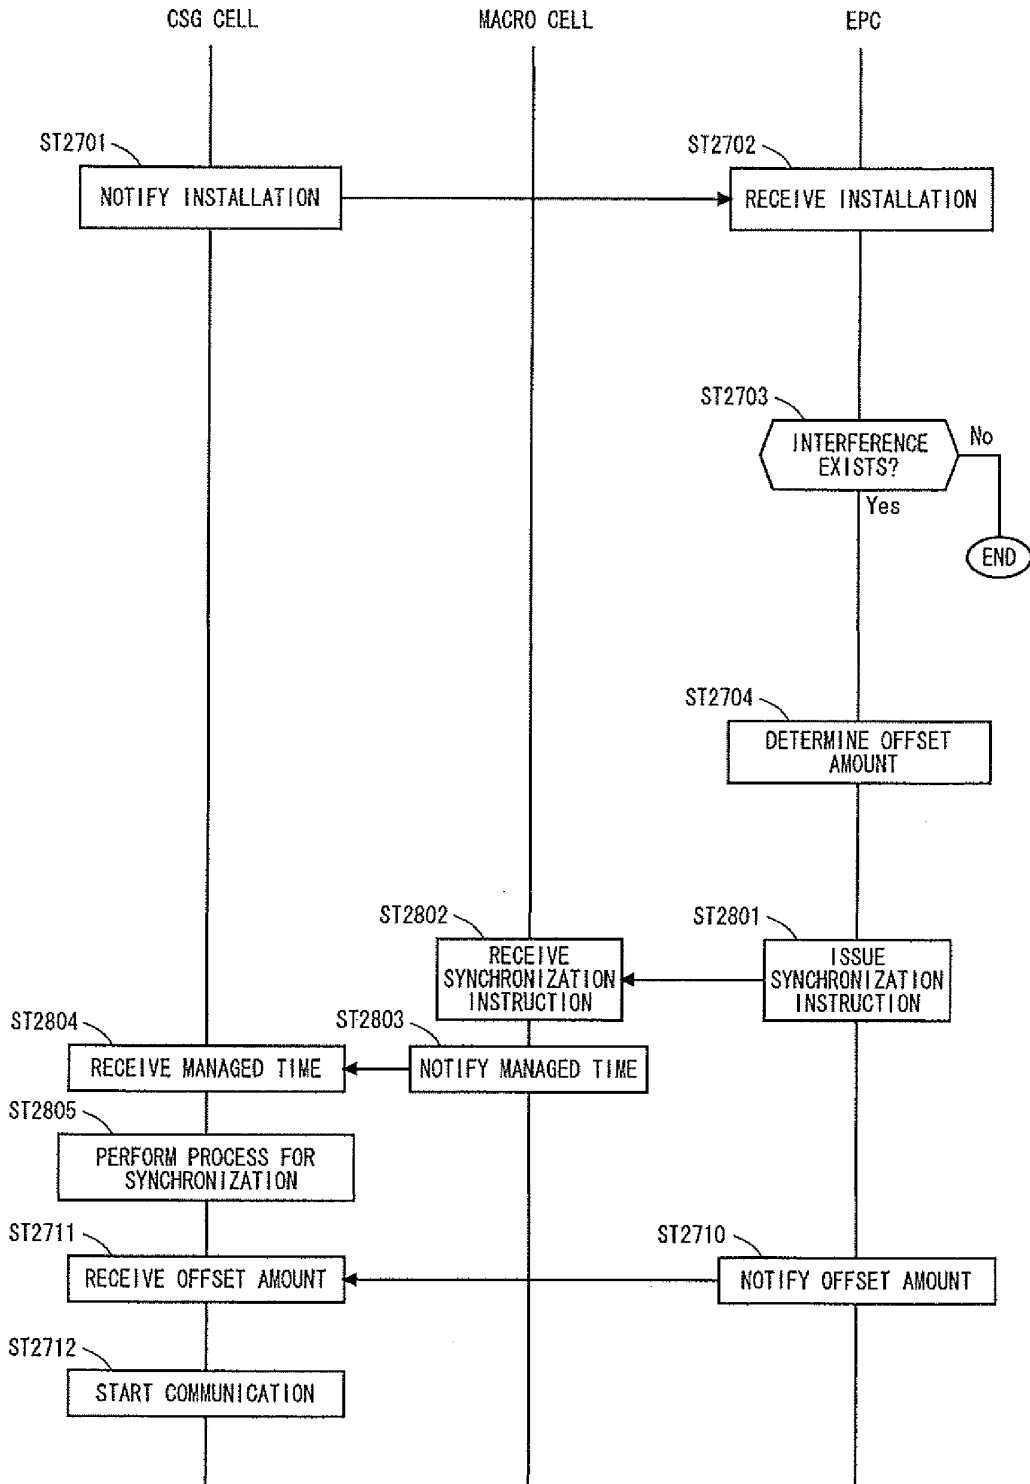 CSG CELL
MACRO CELL
EPC
ST2701
NOTIFY INSTALLATION
ST2702
RECEIVE INSTALLATION
ST2703
INTERFERENCE
EXISTS?
No
Yes
END
ST2704
DETERMINE OFFSET
AMOUNT
ST2802
RECEIVE
SYNCHRONIZATION
INSTRUCTION
ST2801
ISSUE
SYNCHRONIZATION
INSTRUCTION
ST2804
RECEIVE MANAGED TIME
ST2803
NOTIFY MANAGED TIME
ST2805
PERFORM PROCESS FOR
SYNCHRONIZATION
ST2711
RECEIVE OFFSET AMOUNT
ST2710
NOTIFY OFFSET AMOUNT
ST2712
START COMMUNICATION